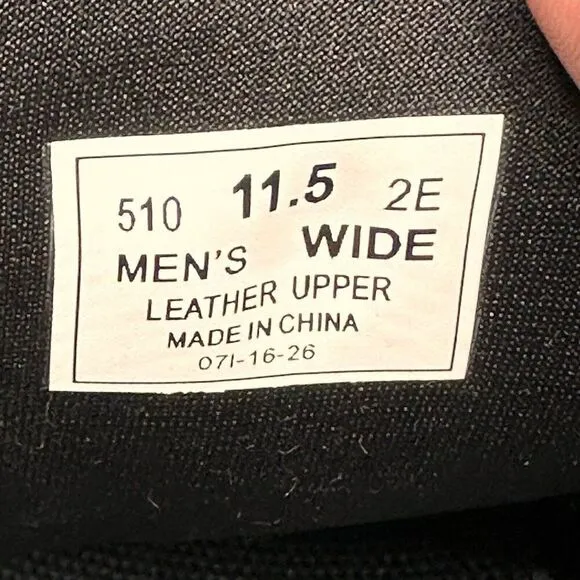 510 11.5 2E
MEN'S WIDE
LEATHER UPPER
MADE IN CHINA
07I-16-26